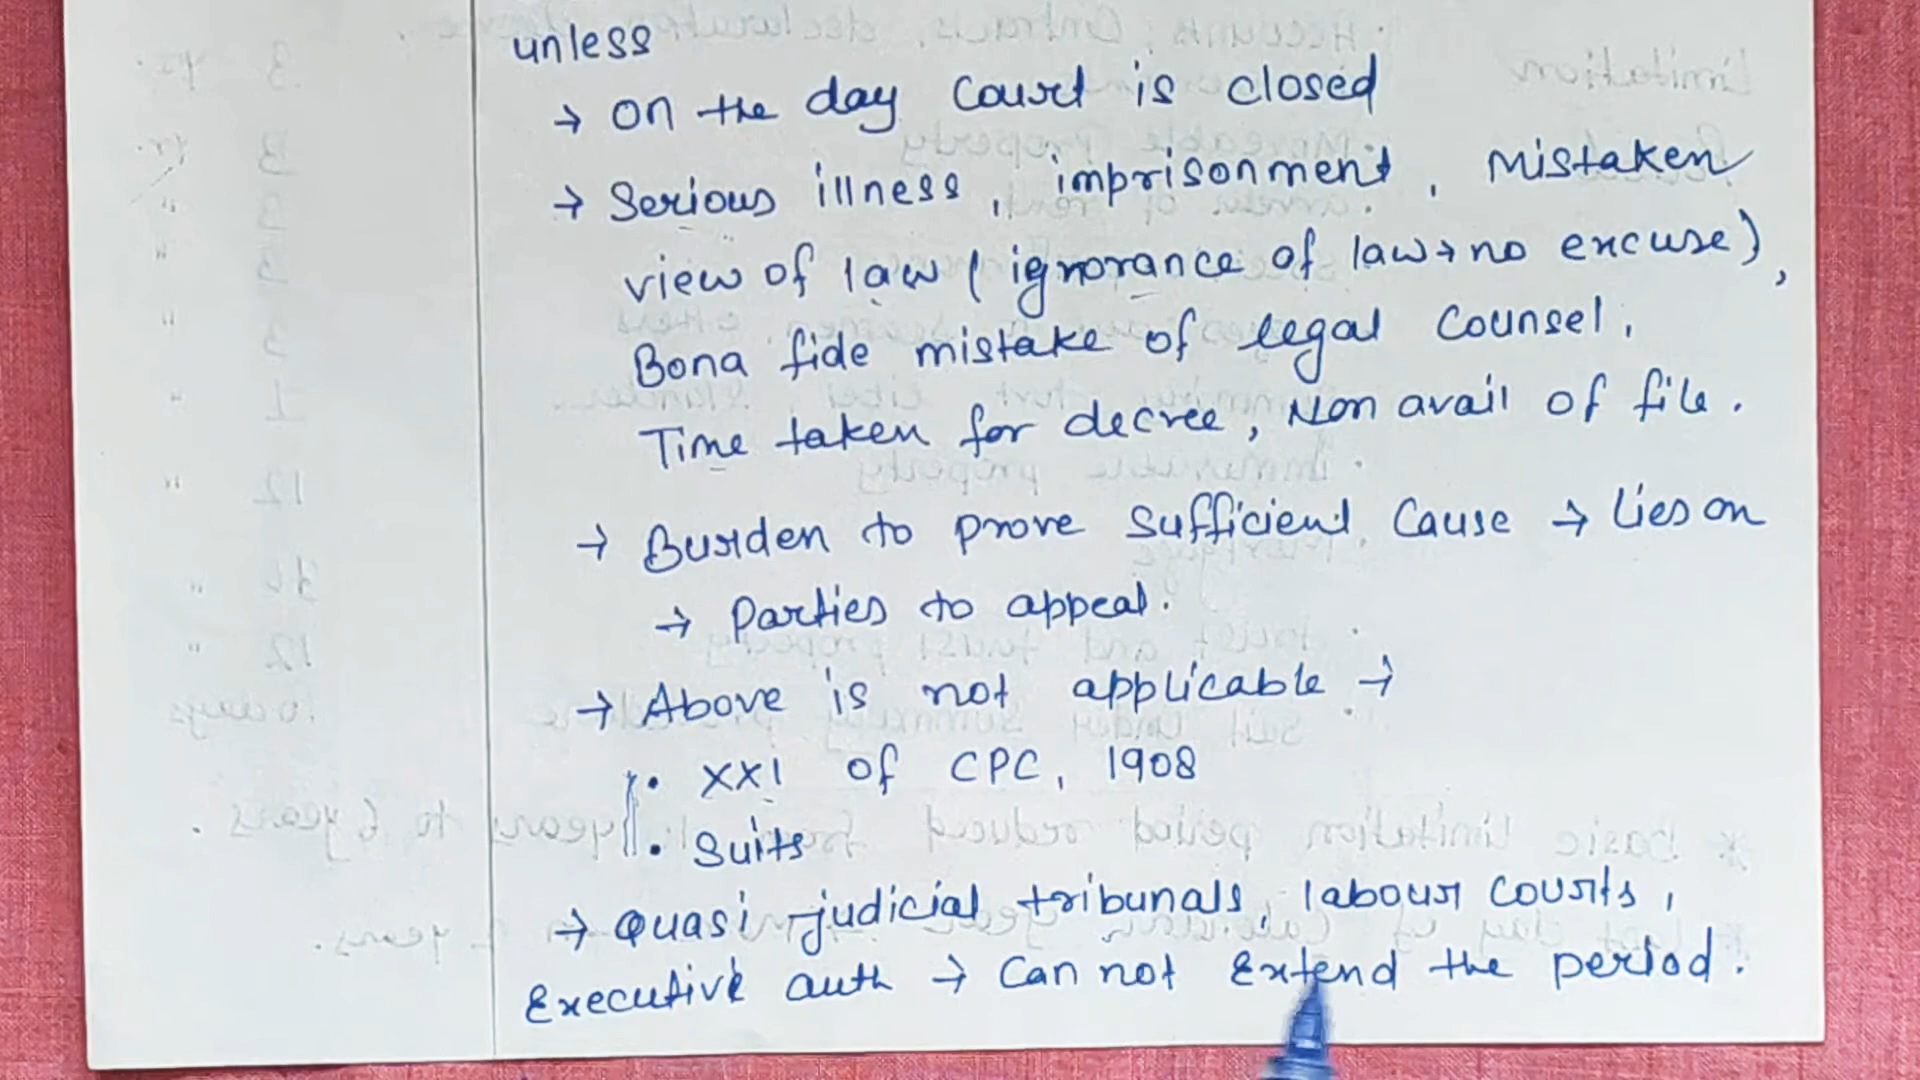 unless
→ on the day Court is closed
→ Serious illness, imprisonment, Mistaken
view of law (ignorance of law → no excuse),
Bona fide mistake of legal Counsel,
Time taken for decree, Non avail of file.
→ Burden to prove Sufficient Cause → Lies on
→ Parties to appeal.
→ Above is not applicable →
• XXI of CPC, 1908
• Suits
→ Quasi-judicial tribunals, labour Courts,
Executive auth → Can not Extend the period.